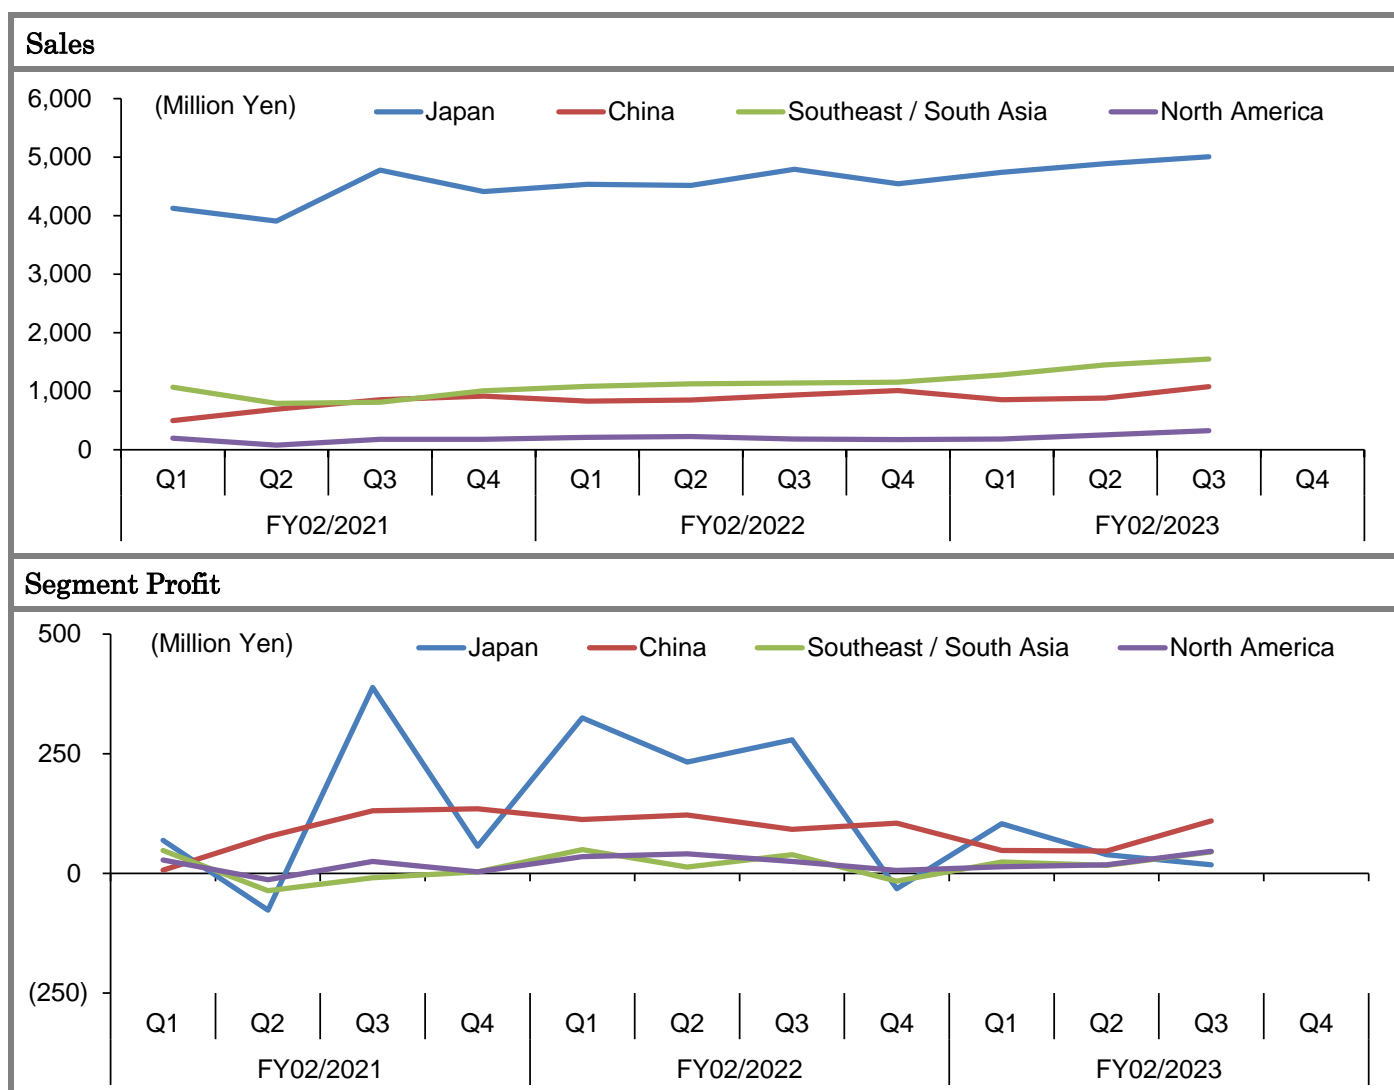 Sales
(Million Yen)
Japan China Southeast / South Asia North America
6,000
5,000
4,000
3,000
2,000
1,000
0
Q1 Q2 Q3 Q4 Q1 Q2 Q3 Q4 Q1 Q2 Q3 Q4
FY02/2021 FY02/2022 FY02/2023
Segment Profit
(Million Yen)
Japan China Southeast / South Asia North America
500
250
0
(250)
Q1 Q2 Q3 Q4 Q1 Q2 Q3 Q4 Q1 Q2 Q3 Q4
FY02/2021 FY02/2022 FY02/2023